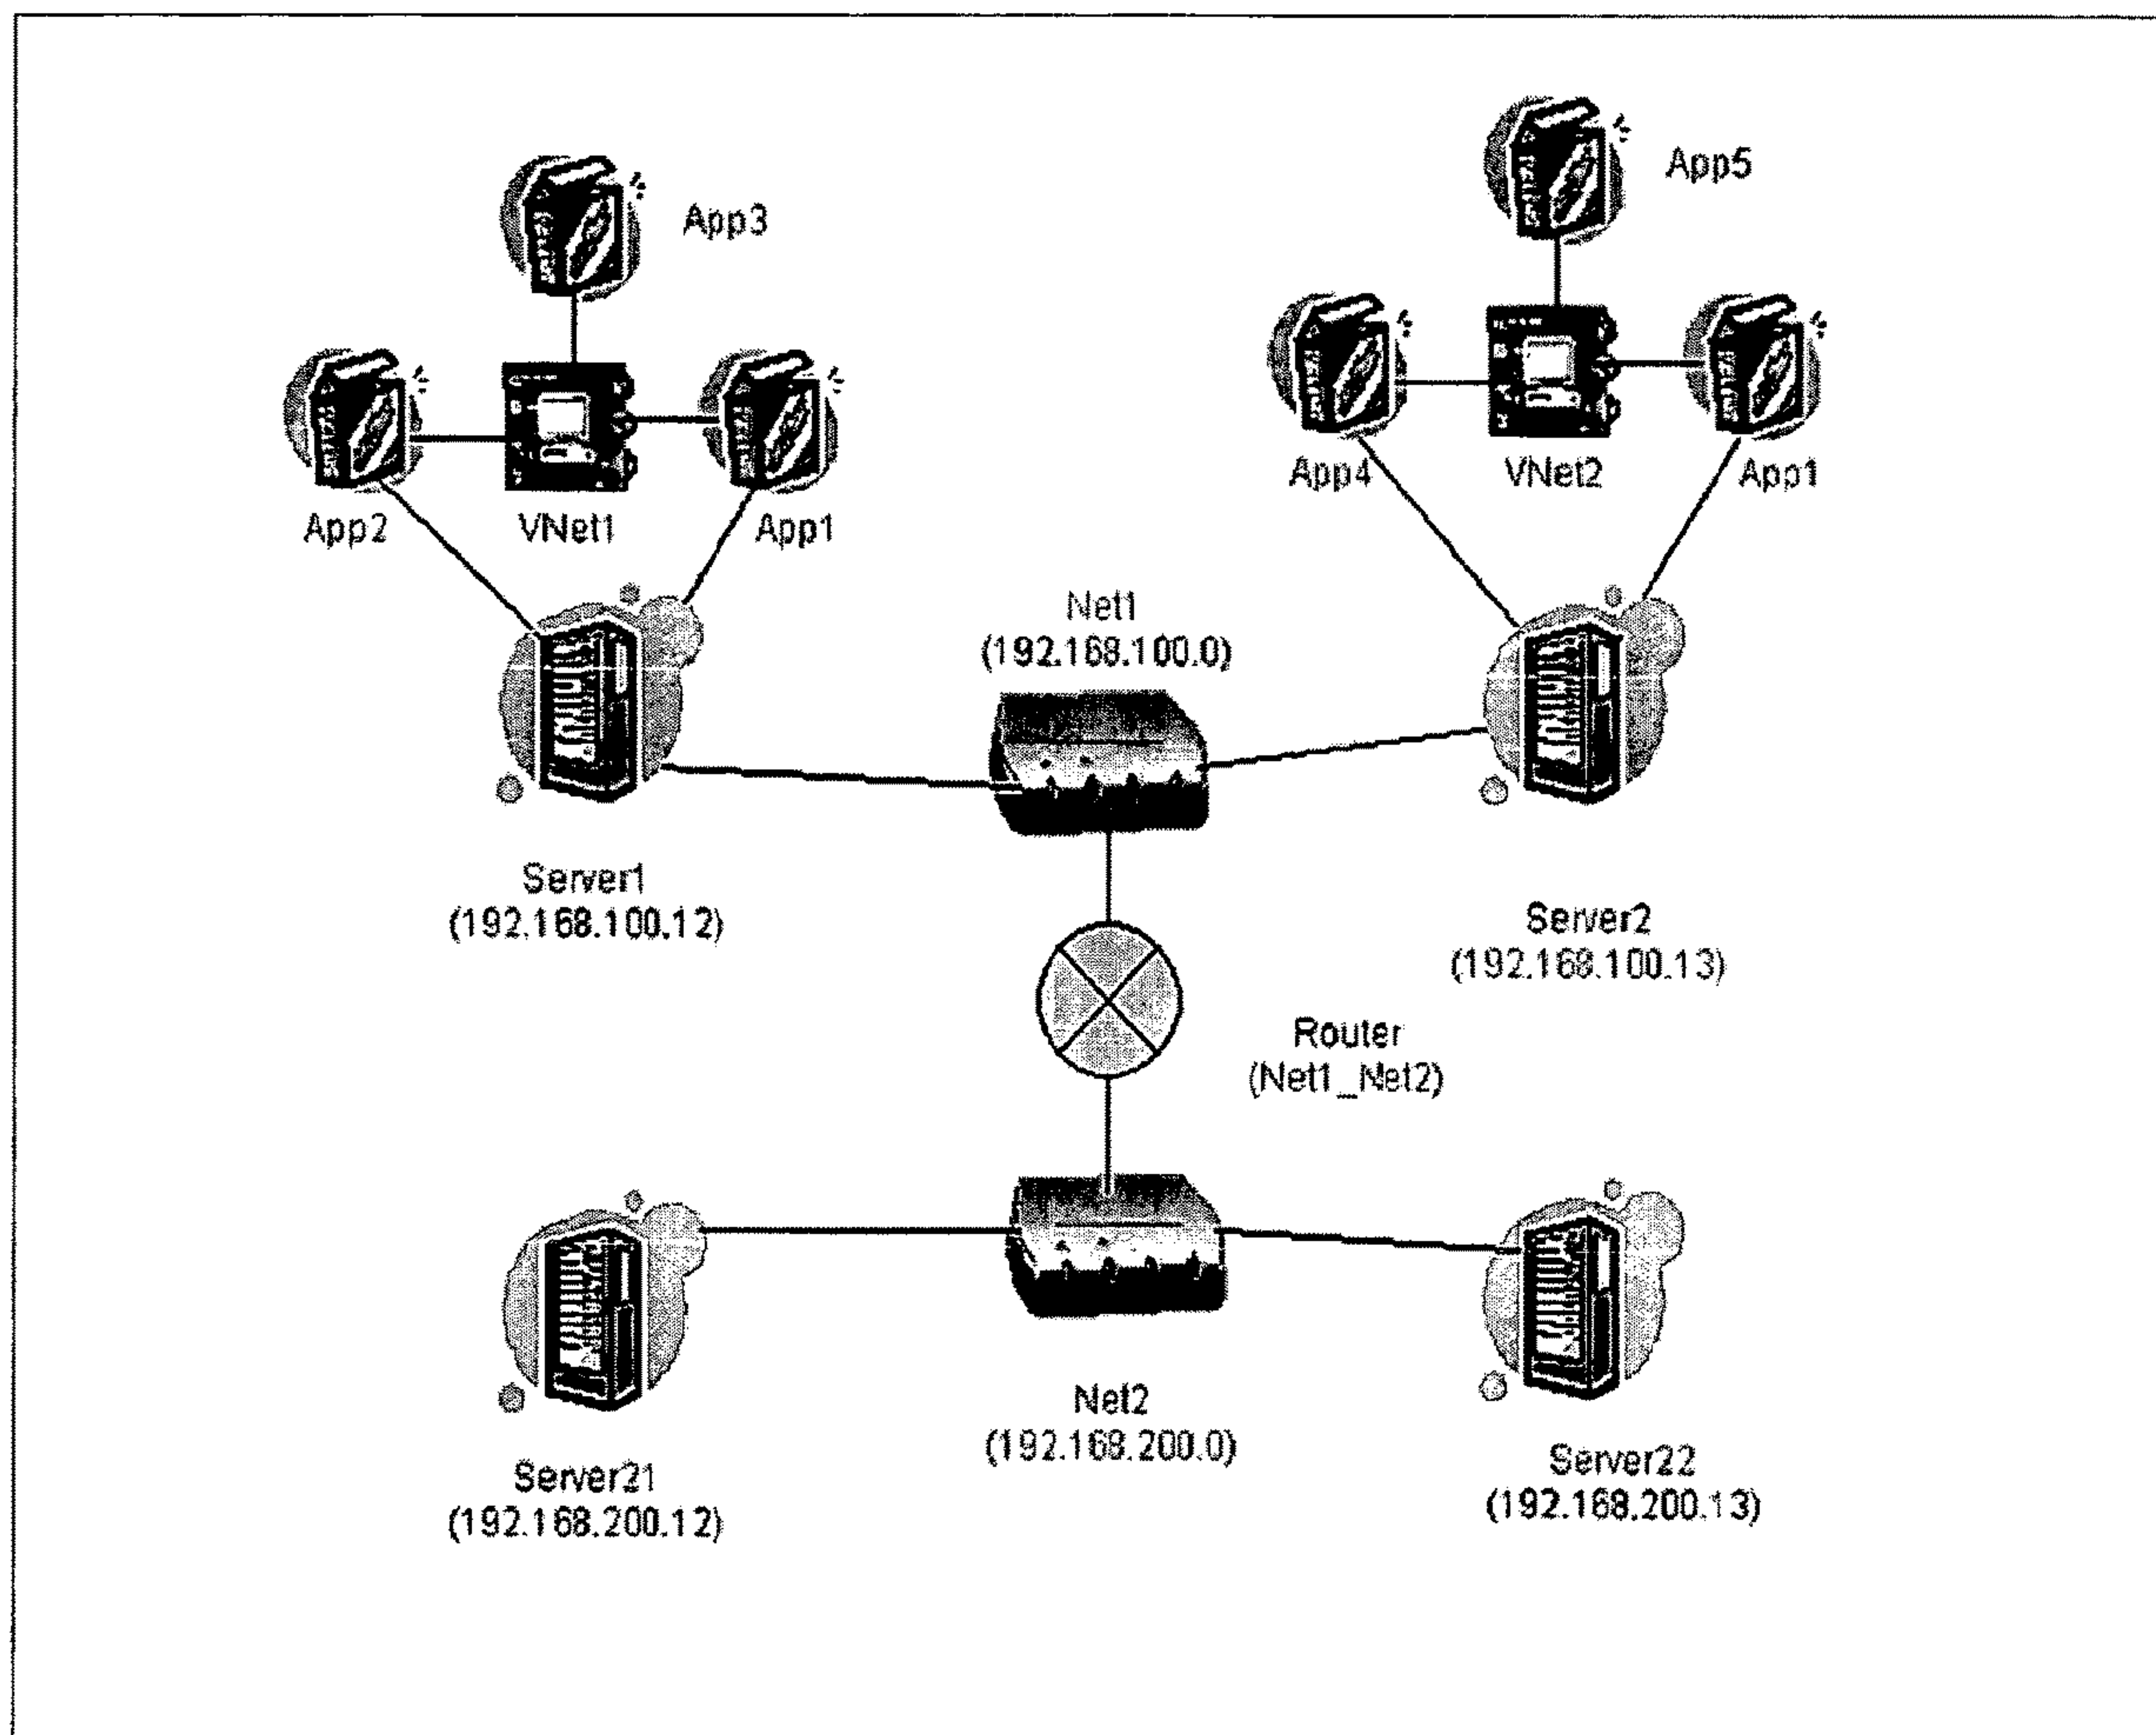 App5
App3
App4
VNet2
App1
App2
VNet1
App1
Net1
(192.168.100.0)
Server1
(192.168.100.12)
Server2
(192.168.100.13)
Router
(Net1_Net2)
Net2
(192.168.200.0)
Server21
(192.168.200.12)
Server22
(192.168.200.13)